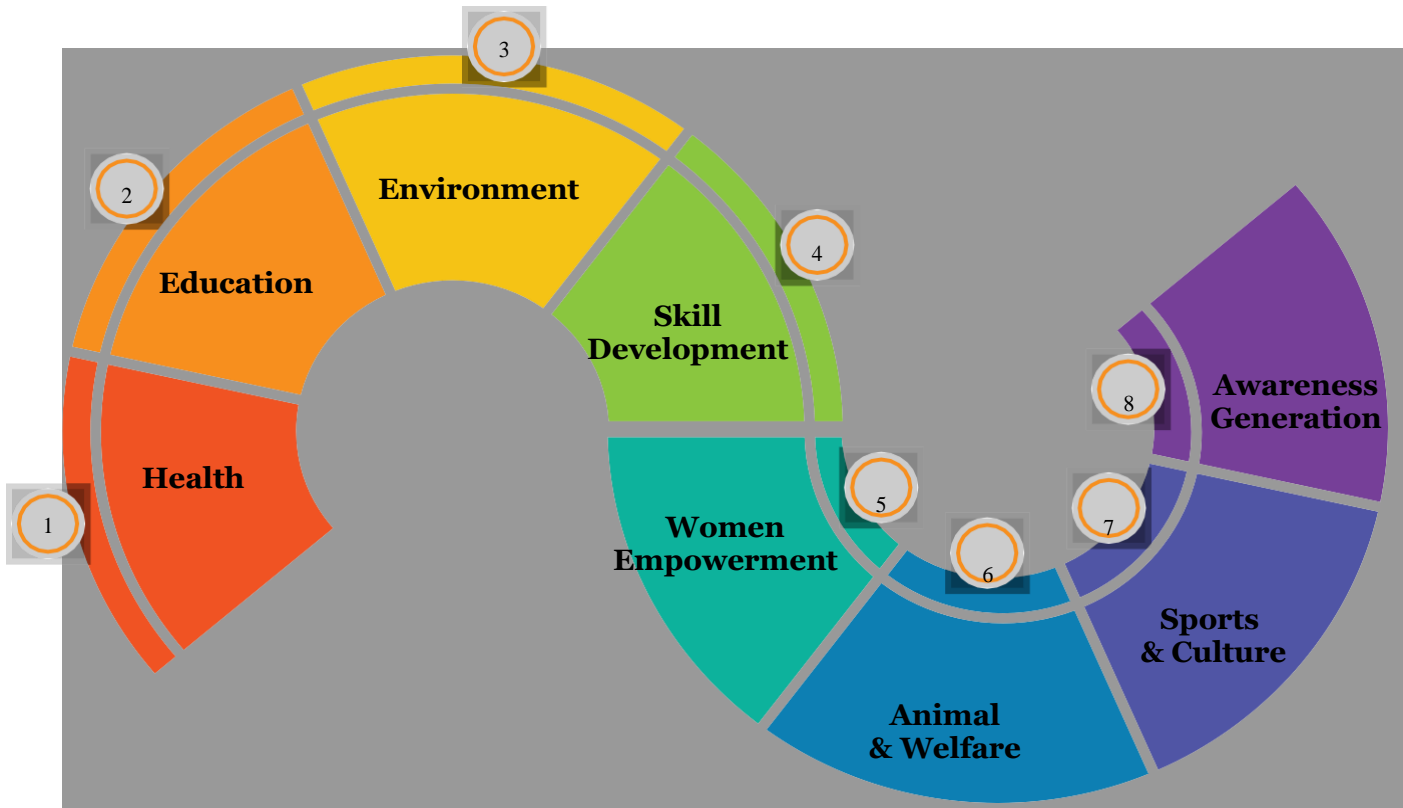 1
Health
2
Education
3
Environment
4
Skill
Development
5
Women
Empowerment
6
Animal
& Welfare
7
Sports
& Culture
8
Awareness
Generation